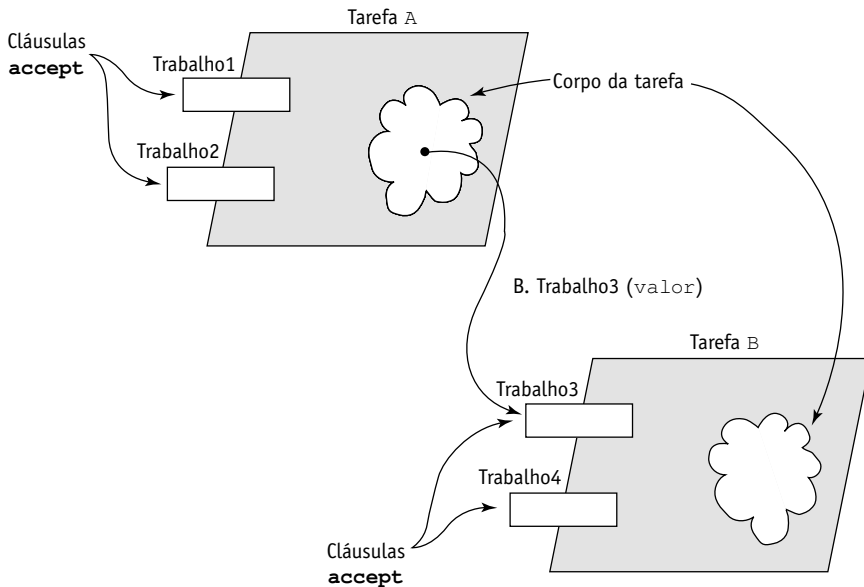 Tarefa A
Cláusulas
accept
Trabalho1
Corpo da tarefa
Trabalho2
B. Trabalho3 (valor)
Tarefa B
Trabalho3
Trabalho4
Cláusulas
accept